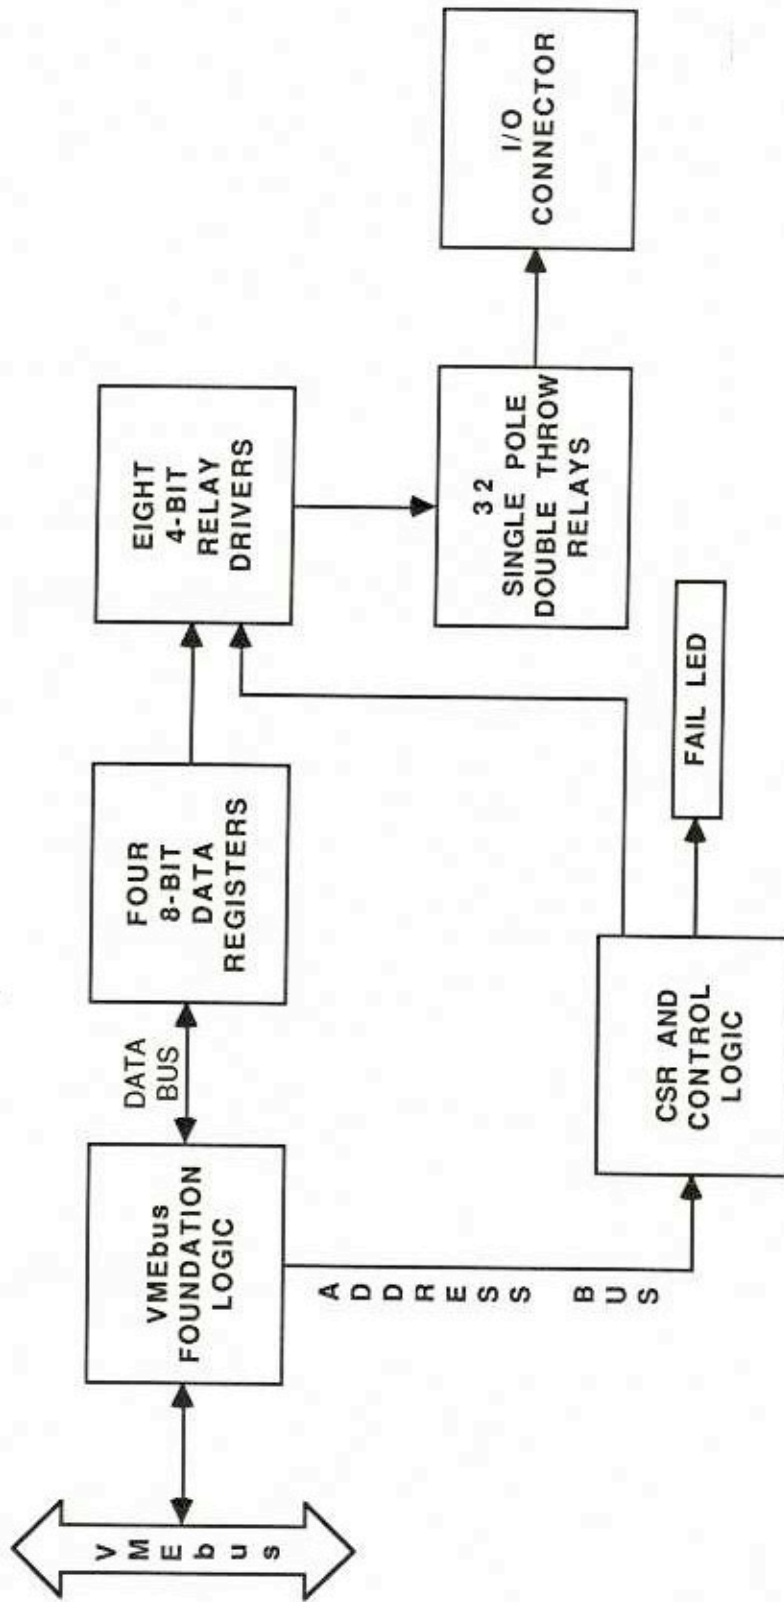 VMEbus
VMEbus
FOUNDATION
LOGIC
DATA
BUS
FOUR
8-BIT
DATA
REGISTERS
EIGHT
4-BIT
RELAY
DRIVERS
ADDRESS BUS
CSR AND
CONTROL
LOGIC
FAIL LED
32
SINGLE POLE
DOUBLE THROW
RELAYS
I/O
CONNECTOR